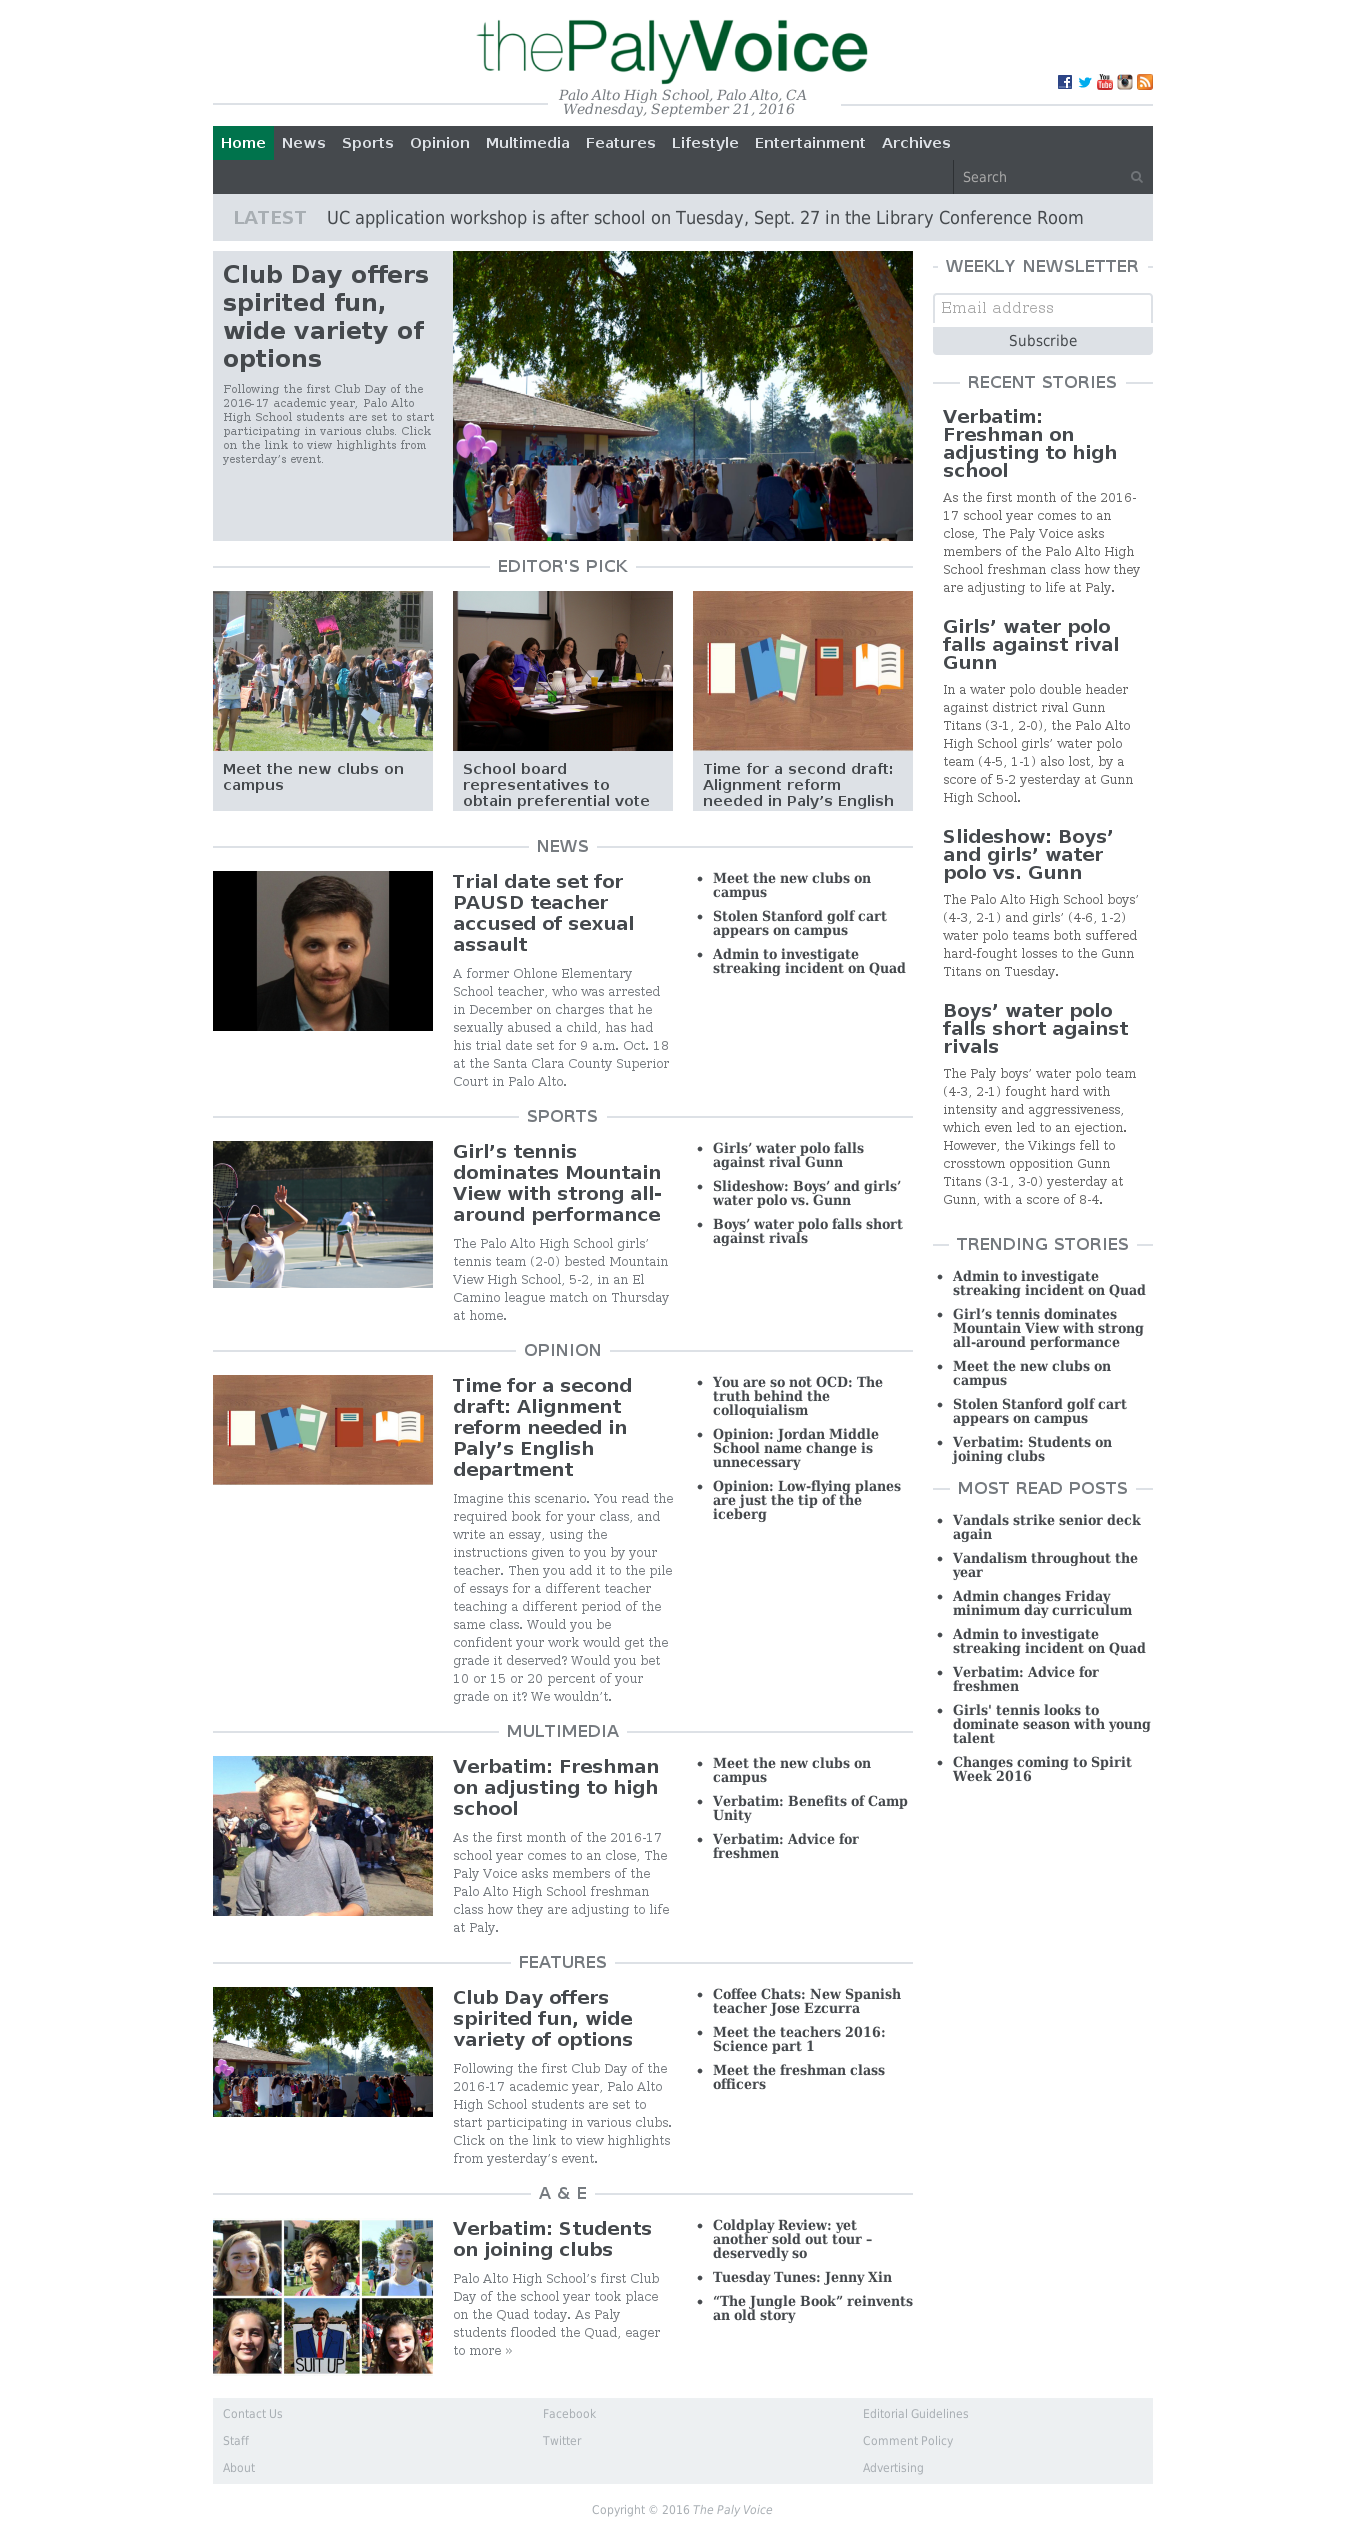 thePalyVoice
Palo Alto High School, Palo Alto, CA
Wednesday, September 21, 2016
Home News Sports Opinion Multimedia Features Lifestyle Entertainment Archives
Search
LATEST UC application workshop is after school on Tuesday, Sept. 27 in the Library Conference Room
Club Day offers
spirited fun,
wide variety of
options
Following the first Club Day of the
2016-17 academic year, Palo Alto
High School students are set to start
participating in various clubs. Click
on the link to view highlights from
yesterday’s event.
EDITOR'S PICK
Meet the new clubs on
campus
School board
representatives to
obtain preferential vote
Time for a second draft:
Alignment reform
needed in Paly’s English
NEWS
Trial date set for
PAUSD teacher
accused of sexual
assault
A former Ohlone Elementary
School teacher, who was arrested
in December on charges that he
sexually abused a child, has had
his trial date set for 9 a.m. Oct. 18
at the Santa Clara County Superior
Court in Palo Alto.
Meet the new clubs on
campus
Stolen Stanford golf cart
appears on campus
Admin to investigate
streaking incident on Quad
SPORTS
Girl’s tennis
dominates Mountain
View with strong all-
around performance
The Palo Alto High School girls’
tennis team (2-0) bested Mountain
View High School, 5-2, in an El
Camino league match on Thursday
at home.
Girls’ water polo falls
against rival Gunn
Slideshow: Boys’ and girls’
water polo vs. Gunn
Boys’ water polo falls short
against rivals
OPINION
Time for a second
draft: Alignment
reform needed in
Paly’s English
department
Imagine this scenario. You read the
required book for your class, and
write an essay, using the
instructions given to you by your
teacher. Then you add it to the pile
of essays for a different teacher
teaching a different period of the
same class. Would you be
confident your work would get the
grade it deserved? Would you bet
10 or 15 or 20 percent of your
grade on it? We wouldn’t.
You are so not OCD: The
truth behind the
colloquialism
Opinion: Jordan Middle
School name change is
unnecessary
Opinion: Low-flying planes
are just the tip of the
iceberg
MULTIMEDIA
Verbatim: Freshman
on adjusting to high
school
As the first month of the 2016-17
school year comes to an close, The
Paly Voice asks members of the
Palo Alto High School freshman
class how they are adjusting to life
at Paly.
Meet the new clubs on
campus
Verbatim: Benefits of Camp
Unity
Verbatim: Advice for
freshmen
FEATURES
Club Day offers
spirited fun, wide
variety of options
Following the first Club Day of the
2016-17 academic year, Palo Alto
High School students are set to
start participating in various clubs.
Click on the link to view highlights
from yesterday’s event.
Coffee Chats: New Spanish
teacher Jose Ezcurra
Meet the teachers 2016:
Science part 1
Meet the freshman class
officers
A & E
SUIT UP
Verbatim: Students
on joining clubs
Palo Alto High School’s first Club
Day of the school year took place
on the Quad today. As Paly
students flooded the Quad, eager
to more »
Coldplay Review: yet
another sold out tour –
deservedly so
Tuesday Tunes: Jenny Xin
“The Jungle Book” reinvents
an old story
WEEKLY NEWSLETTER
Email address
Subscribe
RECENT STORIES
Verbatim:
Freshman on
adjusting to high
school
As the first month of the 2016-
17 school year comes to an
close, The Paly Voice asks
members of the Palo Alto High
School freshman class how they
are adjusting to life at Paly.
Girls’ water polo
falls against rival
Gunn
In a water polo double header
against district rival Gunn
Titans (3-1, 2-0), the Palo Alto
High School girls’ water polo
team (4-5, 1-1) also lost, by a
score of 5-2 yesterday at Gunn
High School.
Slideshow: Boys’
and girls’ water
polo vs. Gunn
The Palo Alto High School boys’
(4-3, 2-1) and girls’ (4-6, 1-2)
water polo teams both suffered
hard-fought losses to the Gunn
Titans on Tuesday.
Boys’ water polo
falls short against
rivals
The Paly boys’ water polo team
(4-3, 2-1) fought hard with
intensity and aggressiveness,
which even led to an ejection.
However, the Vikings fell to
crosstown opposition Gunn
Titans (3-1, 3-0) yesterday at
Gunn, with a score of 8-4.
TRENDING STORIES
Admin to investigate
streaking incident on Quad
Girl’s tennis dominates
Mountain View with strong
all-around performance
Meet the new clubs on
campus
Stolen Stanford golf cart
appears on campus
Verbatim: Students on
joining clubs
MOST READ POSTS
Vandals strike senior deck
again
Vandalism throughout the
year
Admin changes Friday
minimum day curriculum
Admin to investigate
streaking incident on Quad
Verbatim: Advice for
freshmen
Girls' tennis looks to
dominate season with young
talent
Changes coming to Spirit
Week 2016
Contact Us
Staff
About
Facebook
Twitter
Editorial Guidelines
Comment Policy
Advertising
Copyright © 2016 The Paly Voice